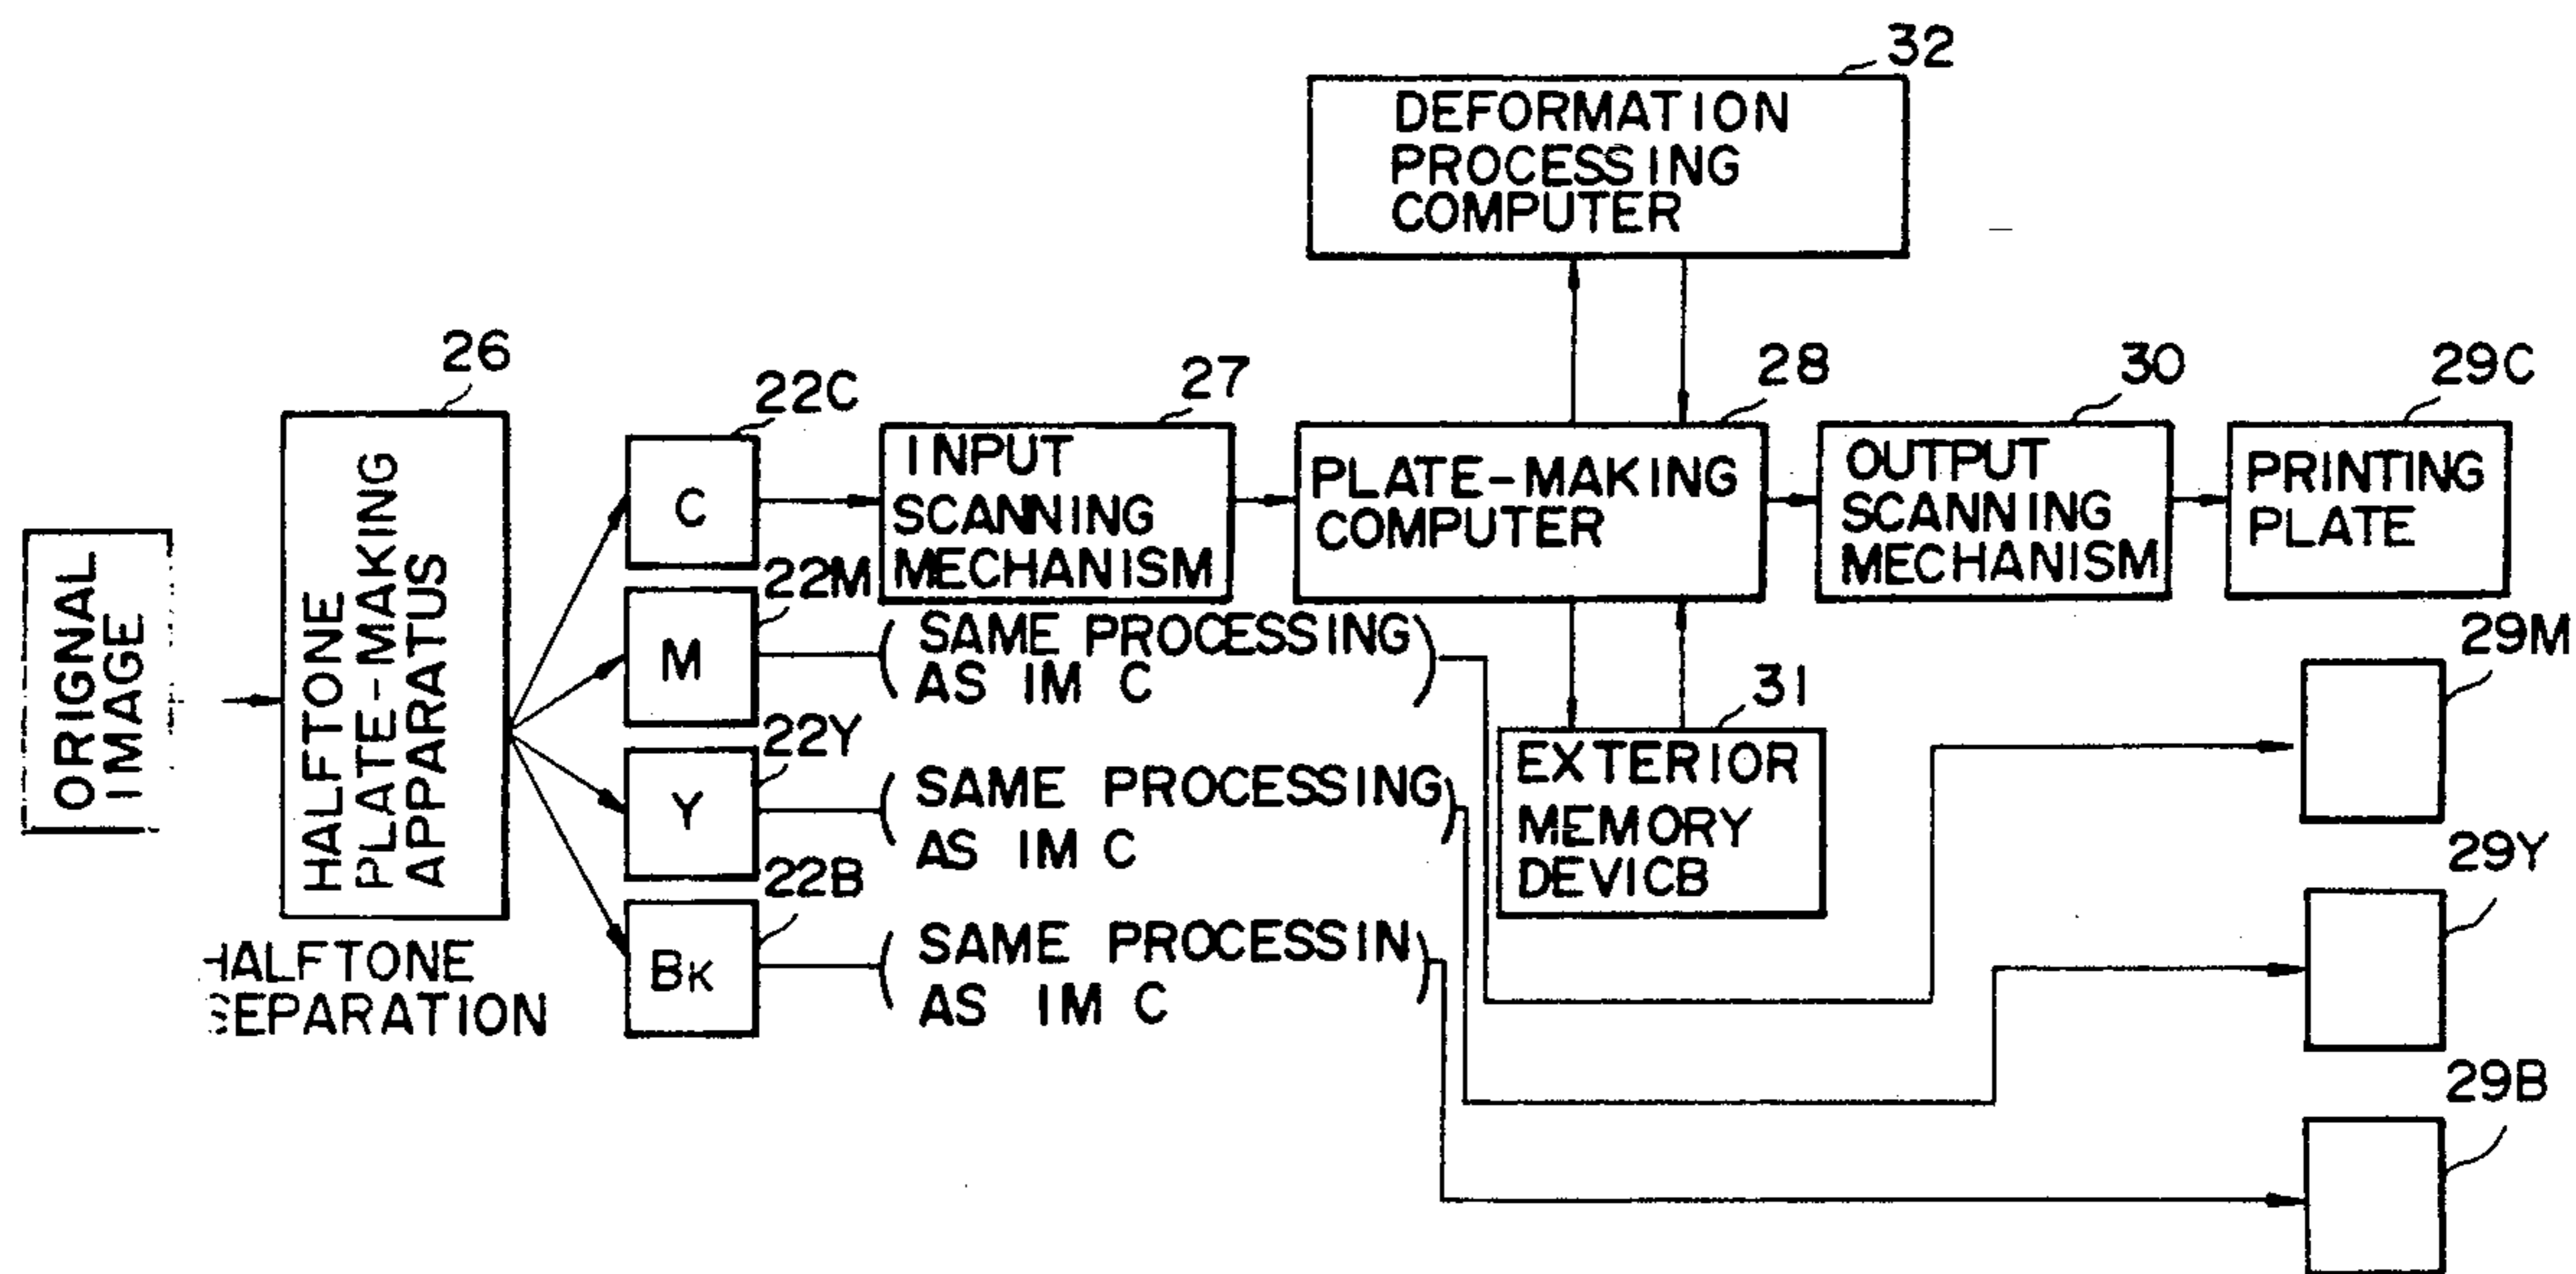 32
DEFORMATION
PROCESSING
COMPUTER
26
22C
27
28
30
29C
ORIGNAL
IMAGE
HALFTONE
PLATE-MAKING
APPARATUS
C
INPUT
SCANNING
MECHANISM
PLATE-MAKING
COMPUTER
OUTPUT
SCANNING
MECHANISM
PRINTING
PLATE
22M
M
(SAME PROCESSING
AS IM C)
29M
31
22Y
Y
(SAME PROCESSING
AS IM C)
EXTERIOR
MEMORY
DEVICB
29Y
22B
BK
(SAME PROCESSIN
AS IM C)
HALFTONE
SEPARATION
29B